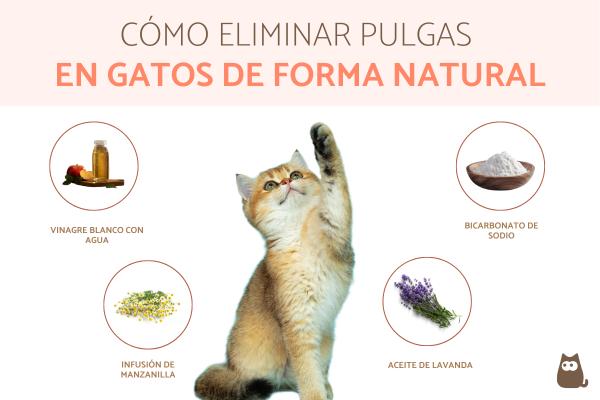 CÓMO ELIMINAR PULGAS
EN GATOS DE FORMA NATURAL
VINAGRE BLANCO CON
AGUA
BICARBONATO DE
SODIO
INFUSIÓN DE
MANZANILLA
ACEITE DE LAVANDA